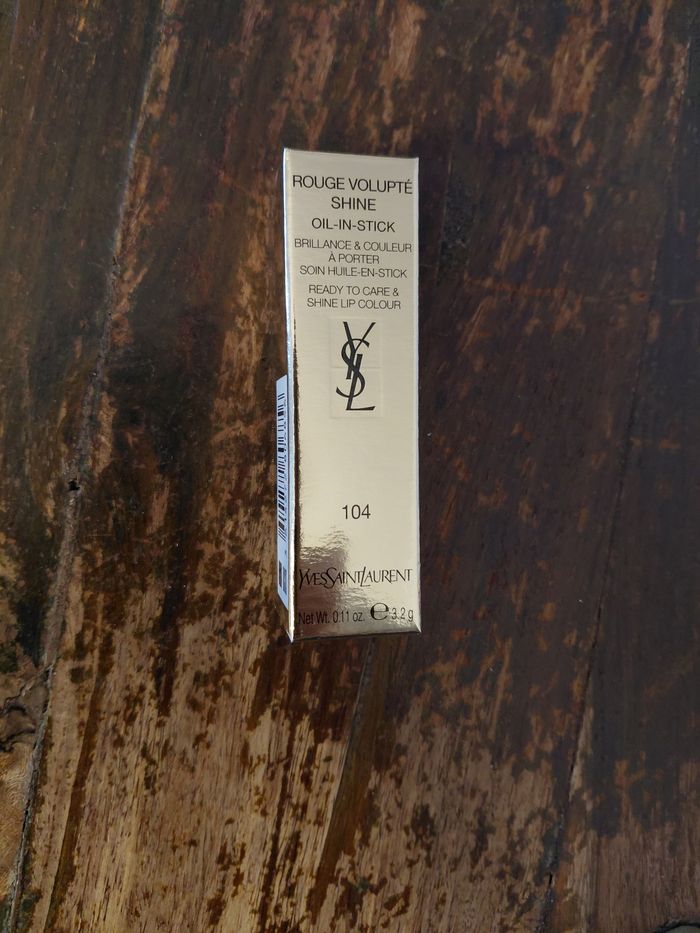 ROUGE VOLUPTÉ
SHINE
OIL-IN-STICK
BRILLANCE & COULEUR
À PORTER
SOIN HUILE-EN-STICK
READY TO CARE &
SHINE LIP COLOUR
YSL
104
YVESSAINTLAURENT
Net Wt. 0.11 oz. ℮ 3.2 g